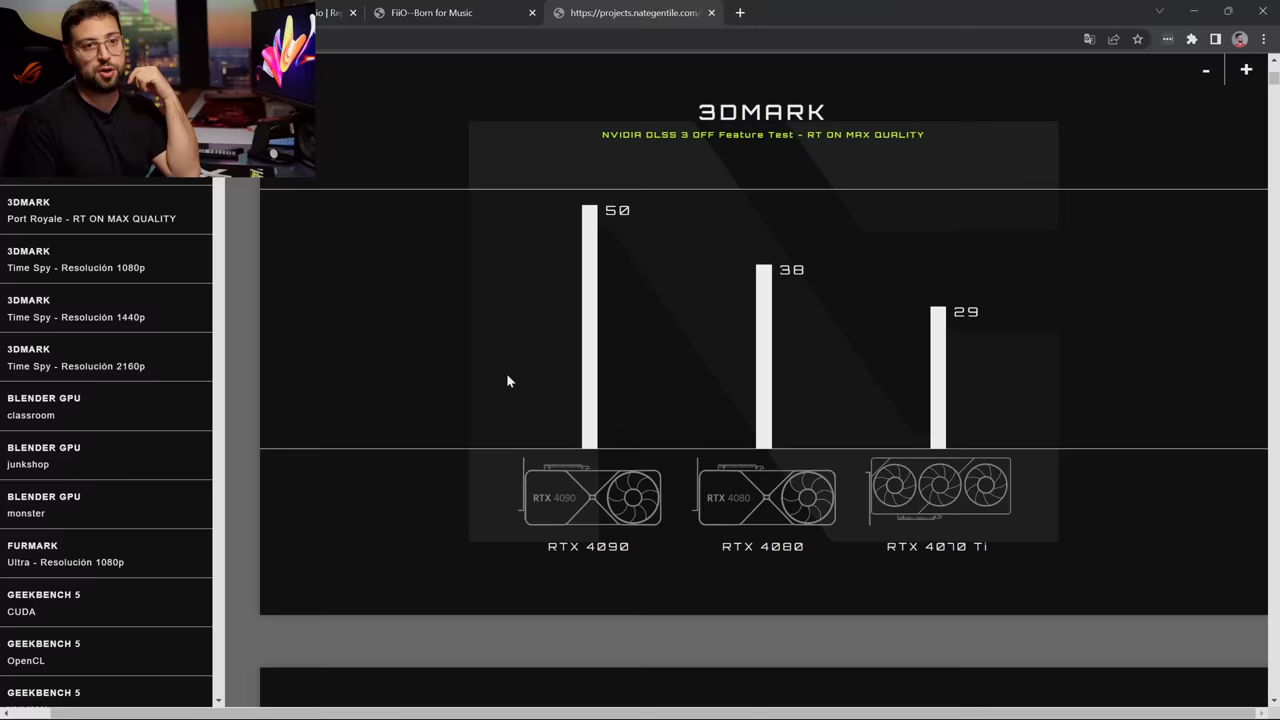 io | Re
FiiO--Born for Music
https://projects.nategentile.com/
3DMARK
Port Royale - RT ON MAX QUALITY
3DMARK
Time Spy - Resolución 1080p
3DMARK
Time Spy - Resolución 1440p
3DMARK
Time Spy - Resolución 2160p
BLENDER GPU
classroom
BLENDER GPU
junkshop
BLENDER GPU
monster
FURMARK
Ultra - Resolución 1080p
GEEKBENCH 5
CUDA
GEEKBENCH 5
OpenCL
GEEKBENCH 5
- +
3DMARK
NVIDIA DLSS 3 OFF Feature Test - RT ON MAX QUALITY
50
38
29
RTX 4090
RTX 4080
RTX 4090
RTX 4080
RTX 4070 Ti